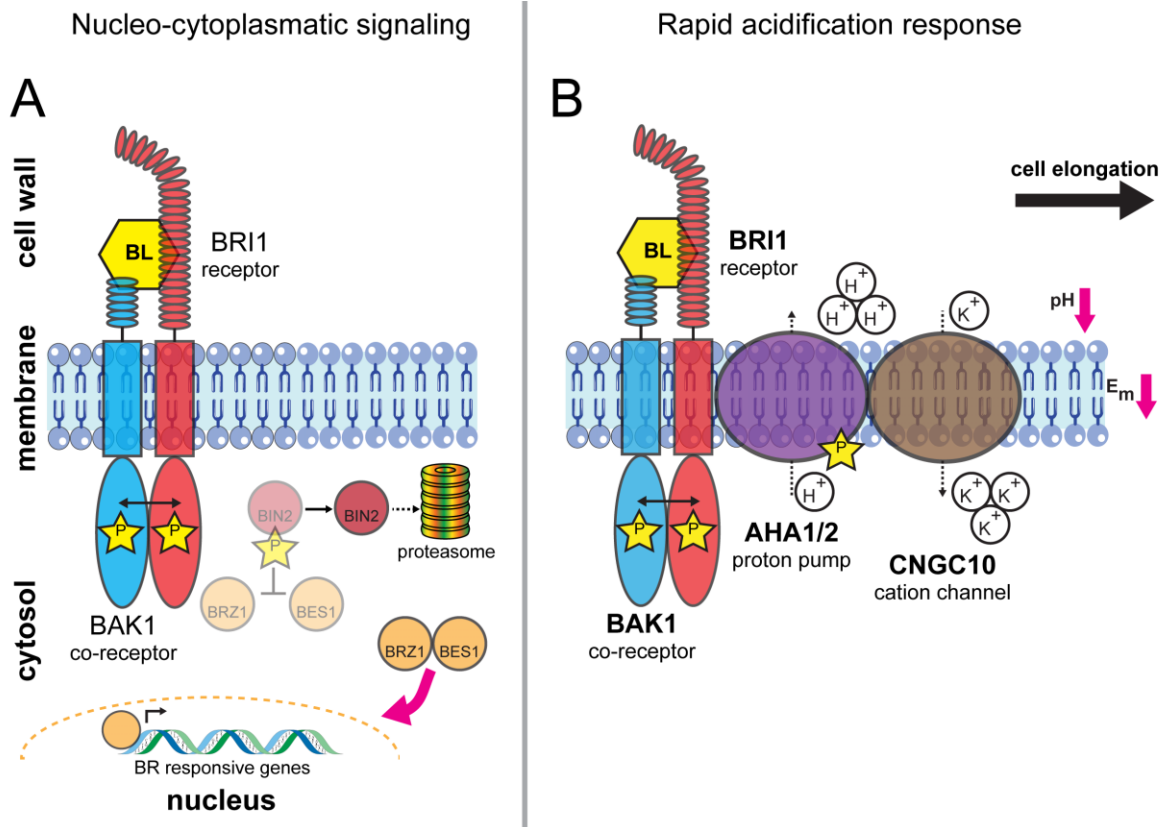 Nucleo-cytoplasmatic signaling
A
cell wall
membrane
cytosol
BL
BRI1
receptor
P
P
BIN2
P
BIN2
proteasome
BRZ1
BES1
BAK1
co-receptor
BRZ1
BES1
BR responsive genes
nucleus
Rapid acidification response
B
cell elongation
BL
BRI1
receptor
H+
H+
H+
K+
pH
Em
P
P
P
H+
K+
K+
K+
AHA1/2
proton pump
CNGC10
cation channel
BAK1
co-receptor